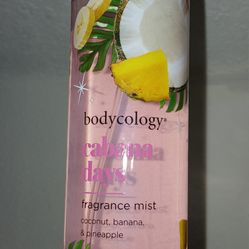 bodycology®
cabana
days
fragrance mist
coconut, banana,
& pineapple